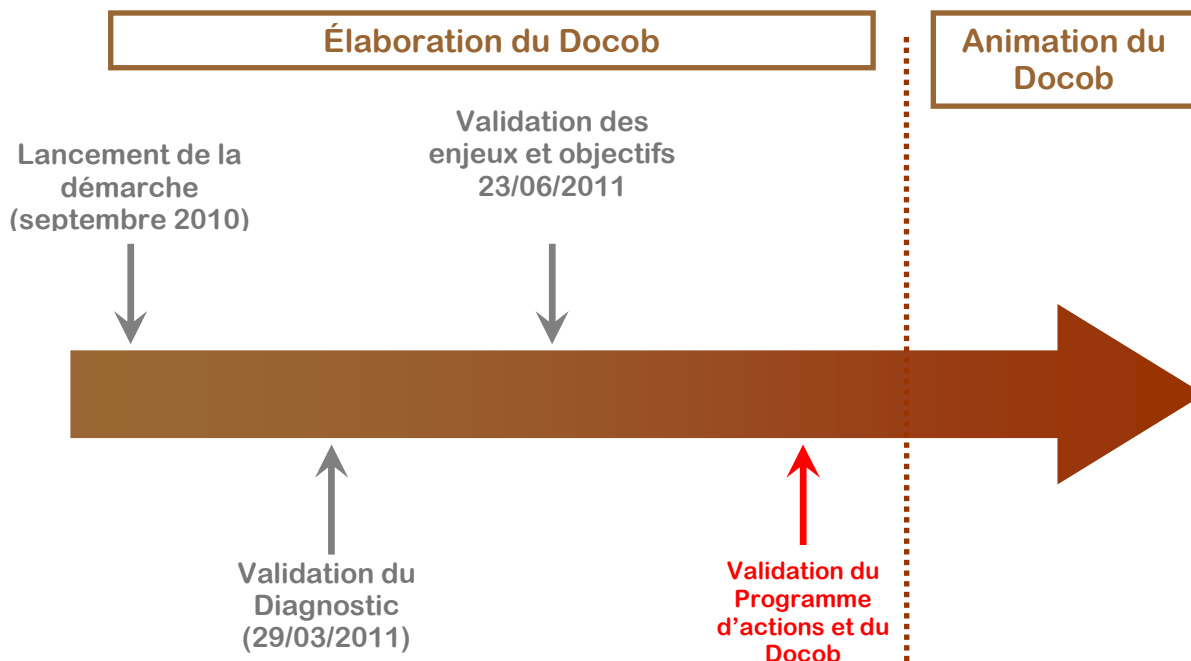 Élaboration du Docob
Animation du
Docob
Lancement de la
démarche
(septembre 2010)
Validation des
enjeux et objectifs
23/06/2011
Validation du
Diagnostic
(29/03/2011)
Validation du
Programme
d’actions et du
Docob